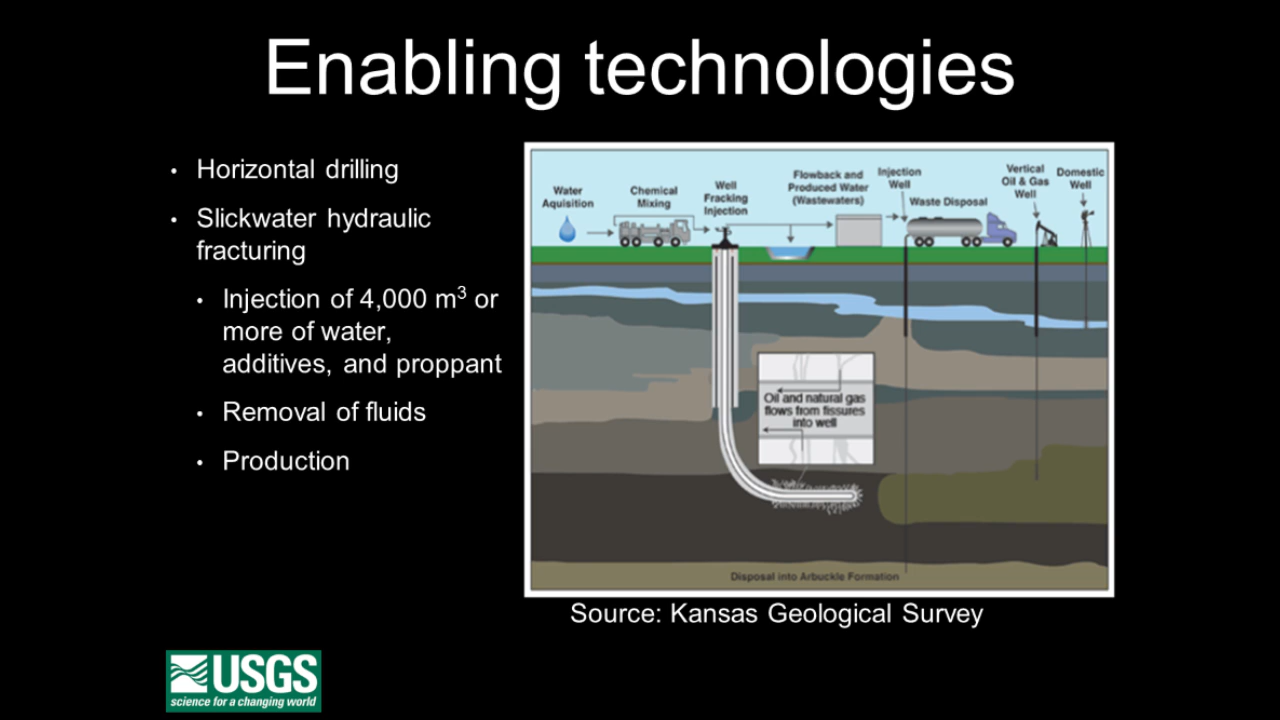 Enabling technologies
• Horizontal drilling
• Slickwater hydraulic
fracturing
• Injection of 4,000 m³ or
more of water,
additives, and proppant
• Removal of fluids
• Production
Water
Aquisition
Chemical
Mixing
Well
Fracking
Injection
Flowback and
Produced Water
(Wastewaters)
Injection
Well
Waste Disposal
Vertical
Oil & Gas
Well
Domestic
Well
Oil and natural gas
flows from fissures
into well
Disposal into Arbuckle Formation
Source: Kansas Geological Survey
USGS
science for a changing world